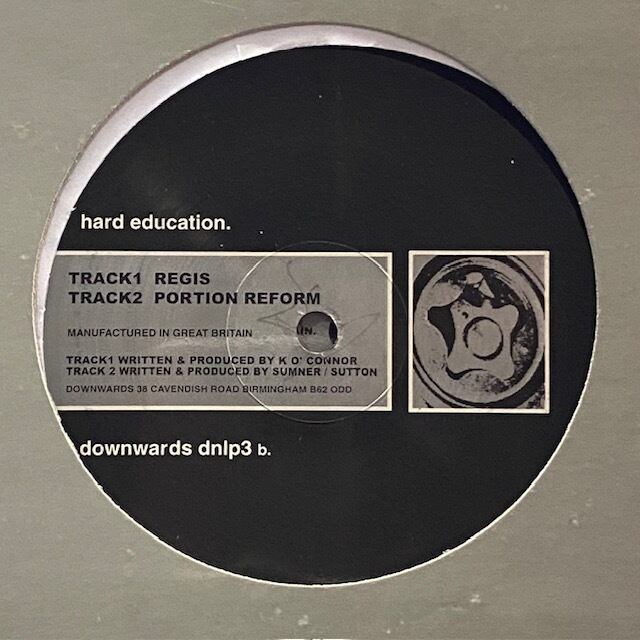 hard education.
TRACK1 REGIS
TRACK2 PORTION REFORM
UN.
MANUFACTURED IN GREAT BRITAIN
TRACK1 WRITTEN & PRODUCED BY K O' CONNOR
TRACK 2 WRITTEN & PRODUCED BY SUMNER / SUTTON
DOWNWARDS 38 CAVENDISH ROAD BIRMINGHAM B62 ODD
downwards dnlp3 b.